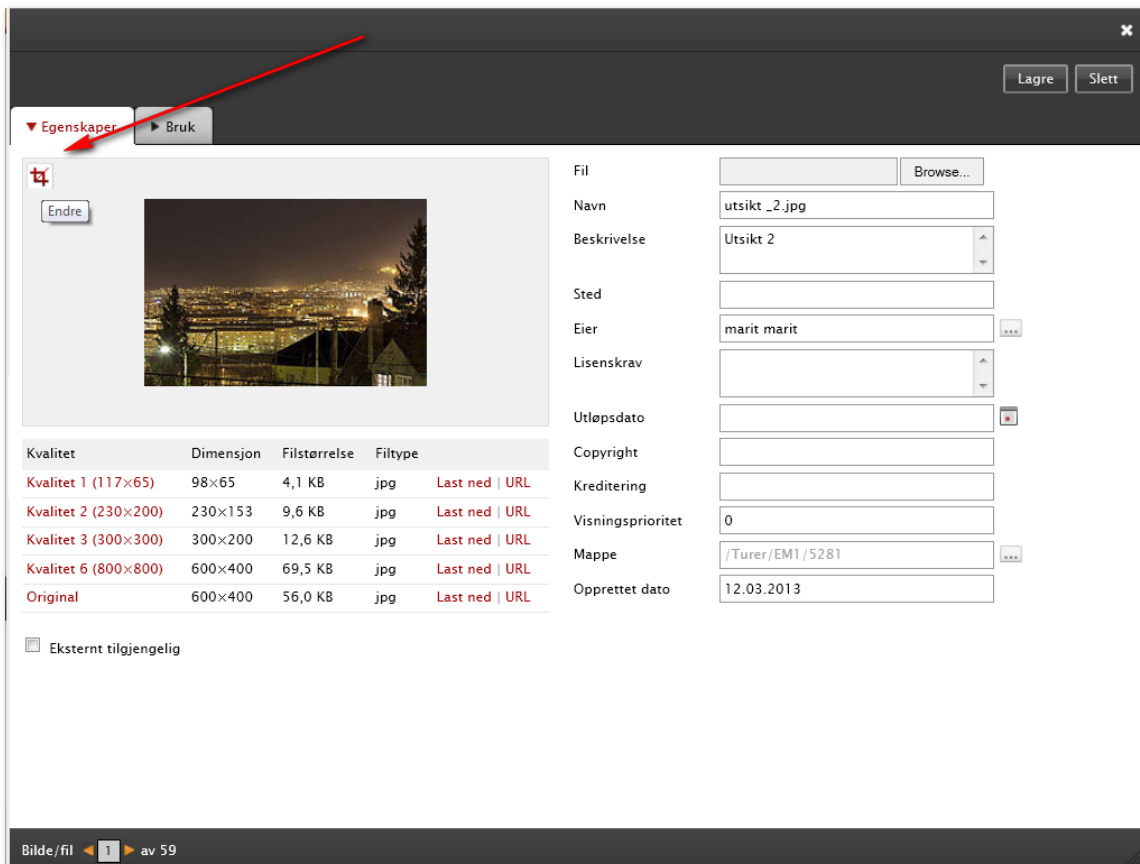 Lagre Slett
Egenskaper Bruk
Endre
Kvalitet Dimensjon Filstørrelse Filtype
Kvalitet 1 (117×65) 98×65 4,1 KB jpg Last ned | URL
Kvalitet 2 (230×200) 230×153 9,6 KB jpg Last ned | URL
Kvalitet 3 (300×300) 300×200 12,6 KB jpg Last ned | URL
Kvalitet 6 (800×800) 600×400 69,5 KB jpg Last ned | URL
Original 600×400 56,0 KB jpg Last ned | URL
Eksternt tilgjengelig
Fil Browse...
Navn utsikt _2.jpg
Beskrivelse Utsikt 2
Sted
Eier marit marit ...
Lisenskrav
Utløpsdato
Copyright
Kreditering
Visningsprioritet 0
Mappe /Turer/EM1/5281 ...
Opprettet dato 12.03.2013
Bilde/fil 1 av 59